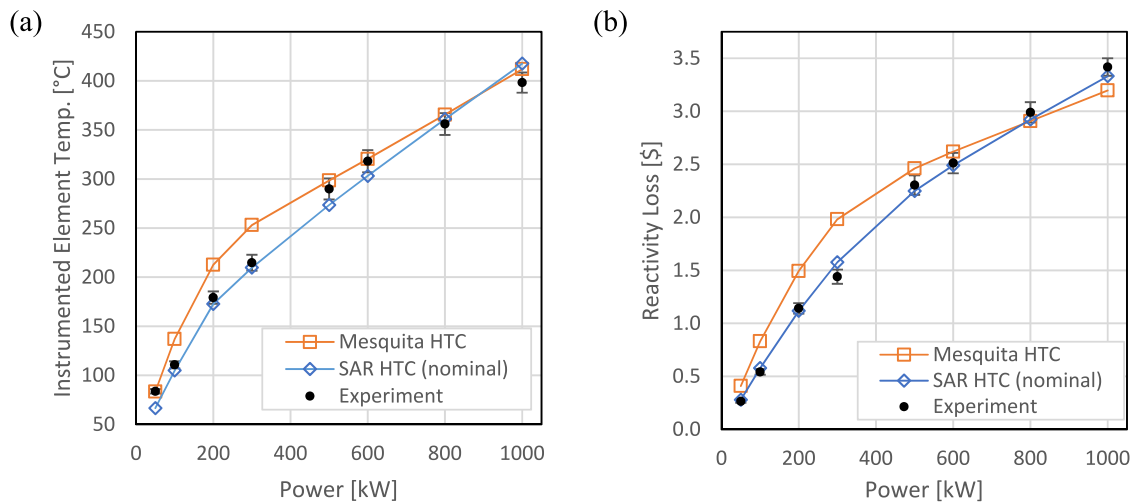 (a)
Instrumented Element Temp. [°C]
450
400
350
300
250
200
150
100
50
0
200
400
600
800
1000
Power [kW]
Mesquita HTC
SAR HTC (nominal)
Experiment
(b)
Reactivity Loss [$]
3.5
3.0
2.5
2.0
1.5
1.0
0.5
0.0
0
200
400
600
800
1000
Power [kW]
Mesquita HTC
SAR HTC (nominal)
Experiment